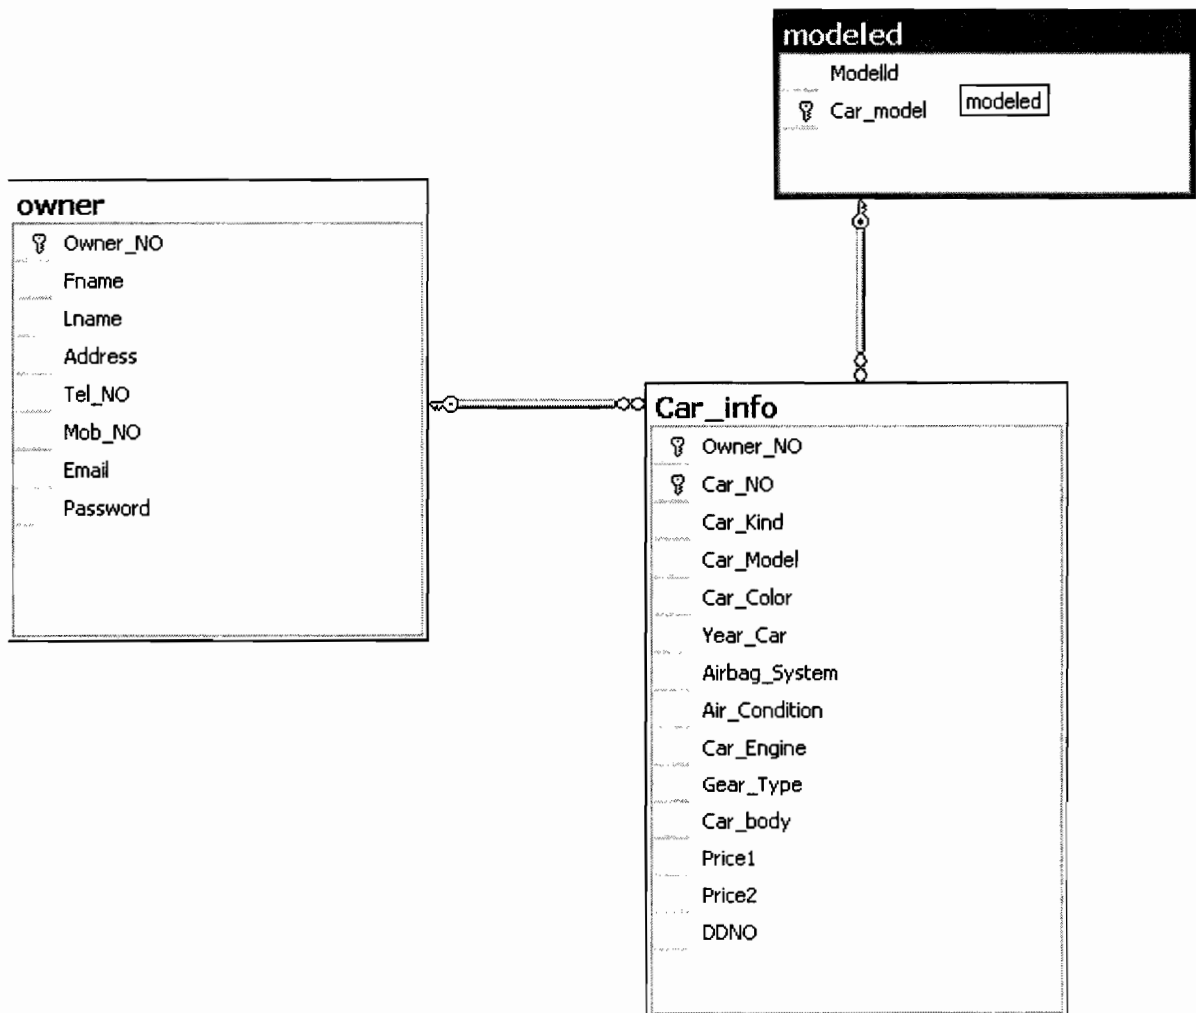 modeled
ModelId
Car_model
modeled
owner
Owner_NO
Fname
Lname
Address
Tel_NO
Mob_NO
Email
Password
Car_info
Owner_NO
Car_NO
Car_Kind
Car_Model
Car_Color
Year_Car
Airbag_System
Air_Condition
Car_Engine
Gear_Type
Car_body
Price1
Price2
DDNO